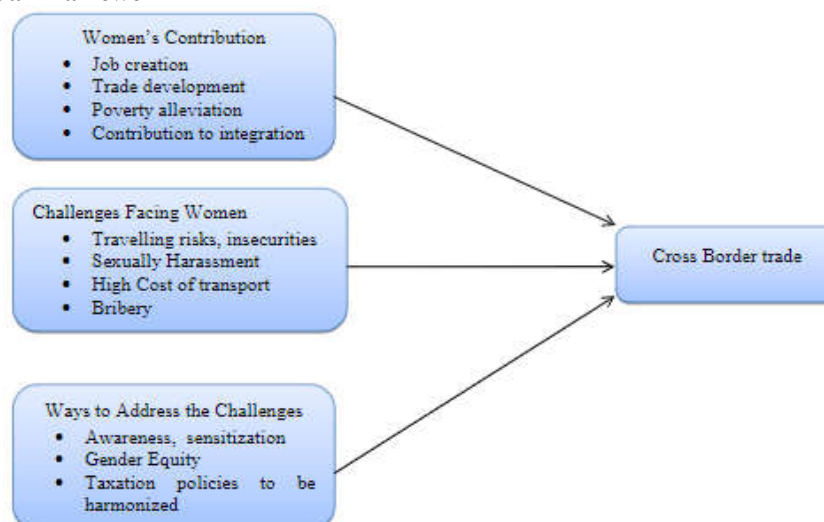 Women's Contribution
• Job creation
• Trade development
• Poverty alleviation
• Contribution to integration
Challenges Facing Women
• Travelling risks, insecurities
• Sexually Harassment
• High Cost of transport
• Bribery
Ways to Address the Challenges
• Awareness, sensitization
• Gender Equity
• Taxation policies to be
harmonized
Cross Border trade